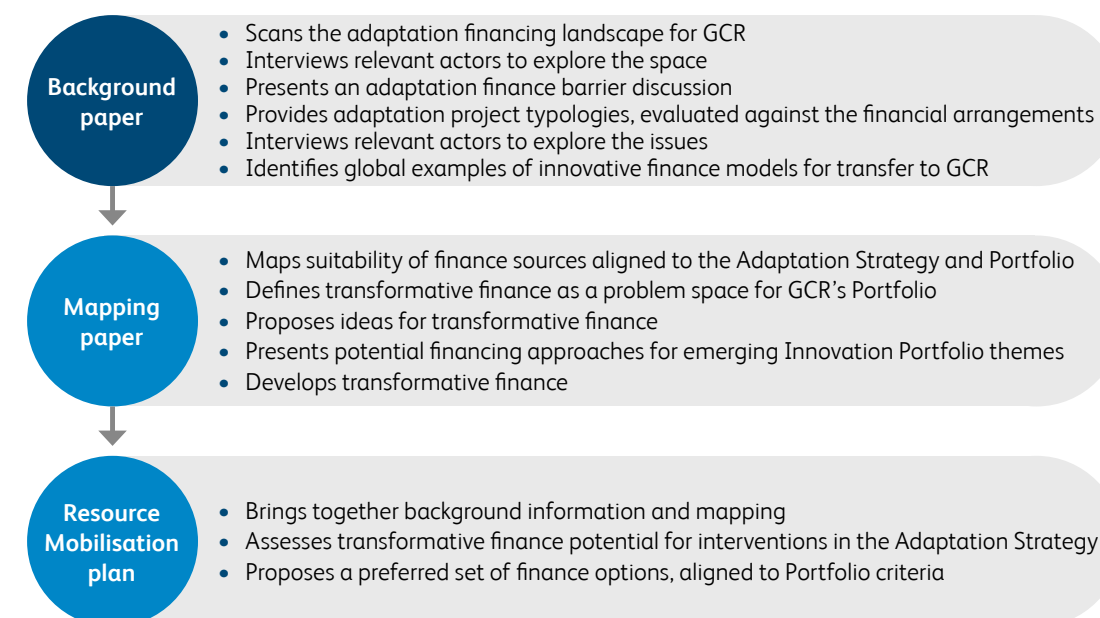 Background
paper
• Scans the adaptation financing landscape for GCR
• Interviews relevant actors to explore the space
• Presents an adaptation finance barrier discussion
• Provides adaptation project typologies, evaluated against the financial arrangements
• Interviews relevant actors to explore the issues
• Identifies global examples of innovative finance models for transfer to GCR
Mapping
paper
• Maps suitability of finance sources aligned to the Adaptation Strategy and Portfolio
• Defines transformative finance as a problem space for GCR's Portfolio
• Proposes ideas for transformative finance
• Presents potential financing approaches for emerging Innovation Portfolio themes
• Develops transformative finance
Resource
Mobilisation
plan
• Brings together background information and mapping
• Assesses transformative finance potential for interventions in the Adaptation Strategy
• Proposes a preferred set of finance options, aligned to Portfolio criteria